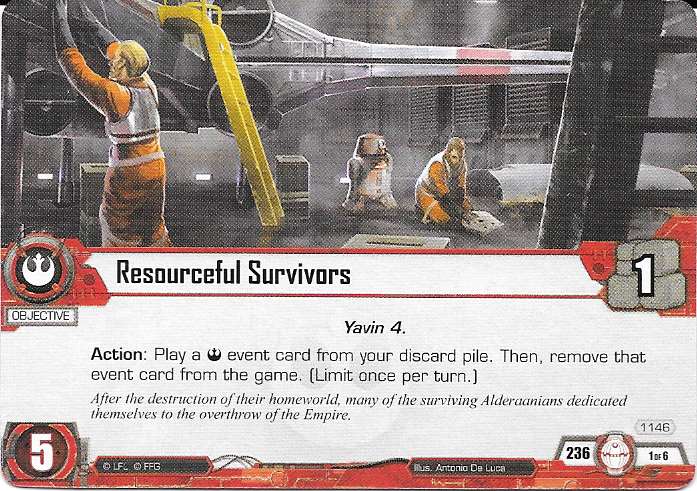 Resourceful Survivors
1
OBJECTIVE
Yavin 4.
Action: Play a event card from your discard pile. Then, remove that
event card from the game. (Limit once per turn.)
After the destruction of their homeworld, many of the surviving Alderaanians dedicated
themselves to the overthrow of the Empire.
1146
5
© LFL © FFG
Illus. Antonio De Luca
236
1 OF 6